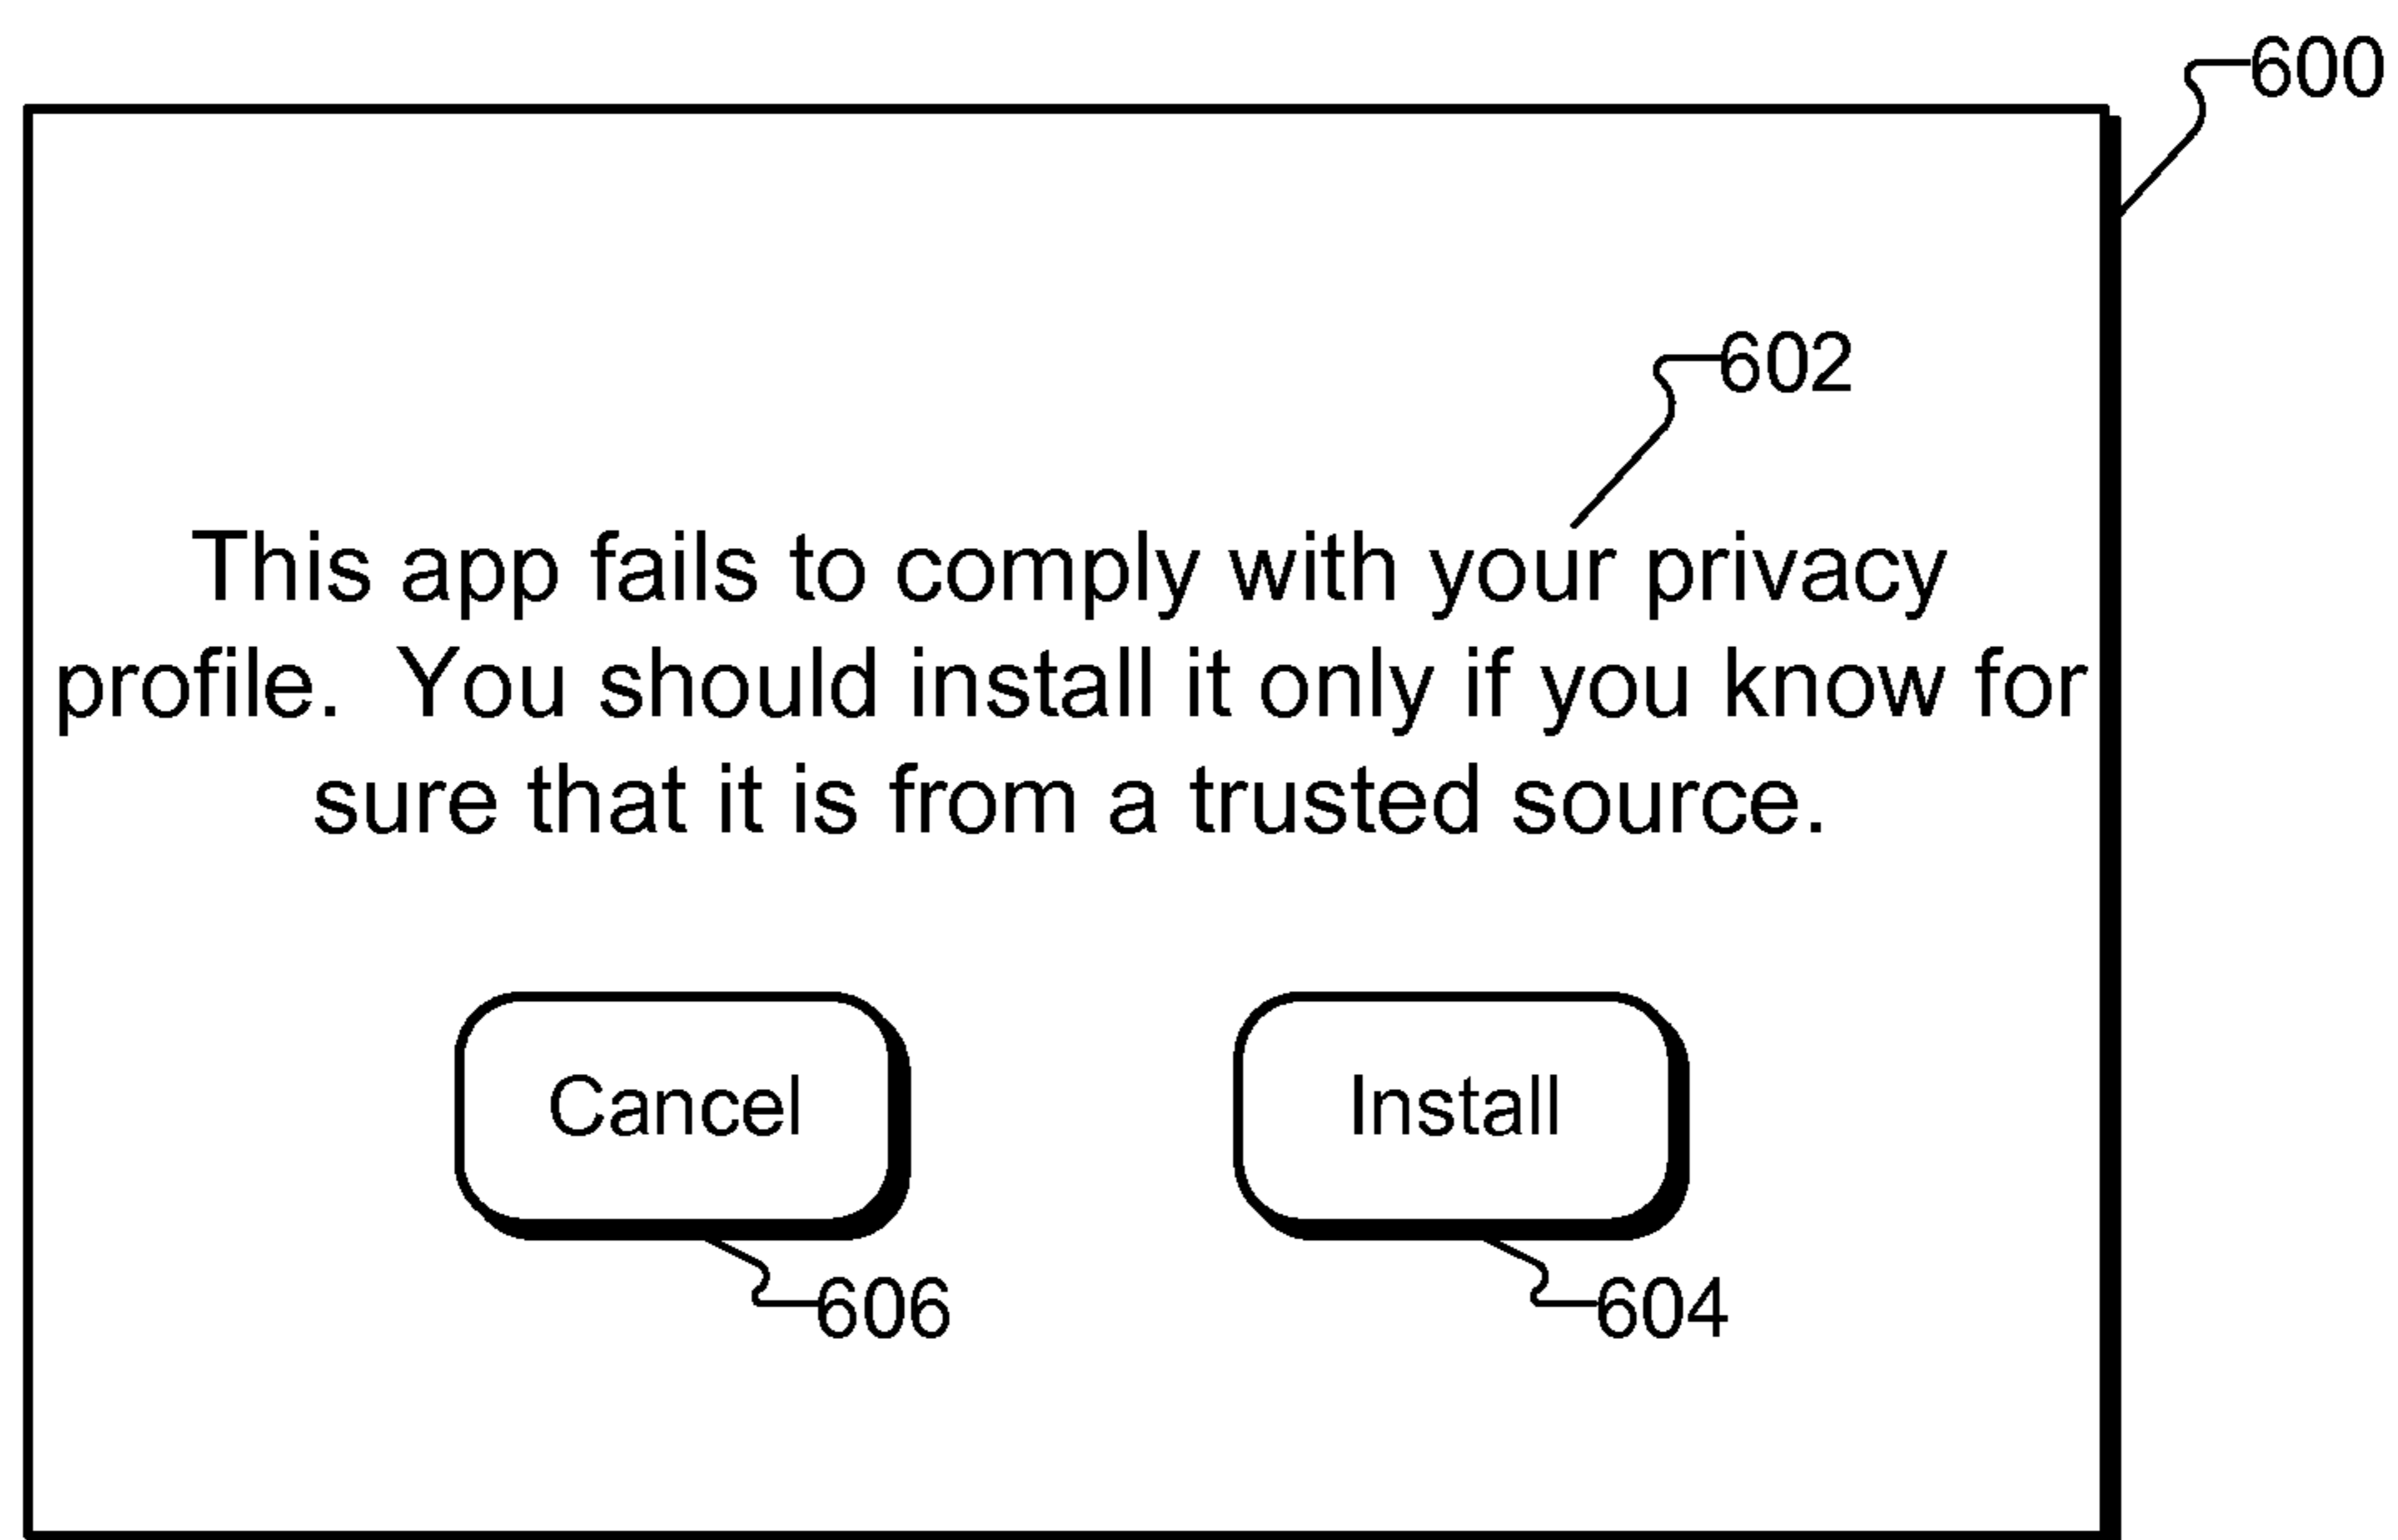 600
602
This app fails to comply with your privacy
profile.  You should install it only if you know for
sure that it is from a trusted source.
Cancel
Install
606
604